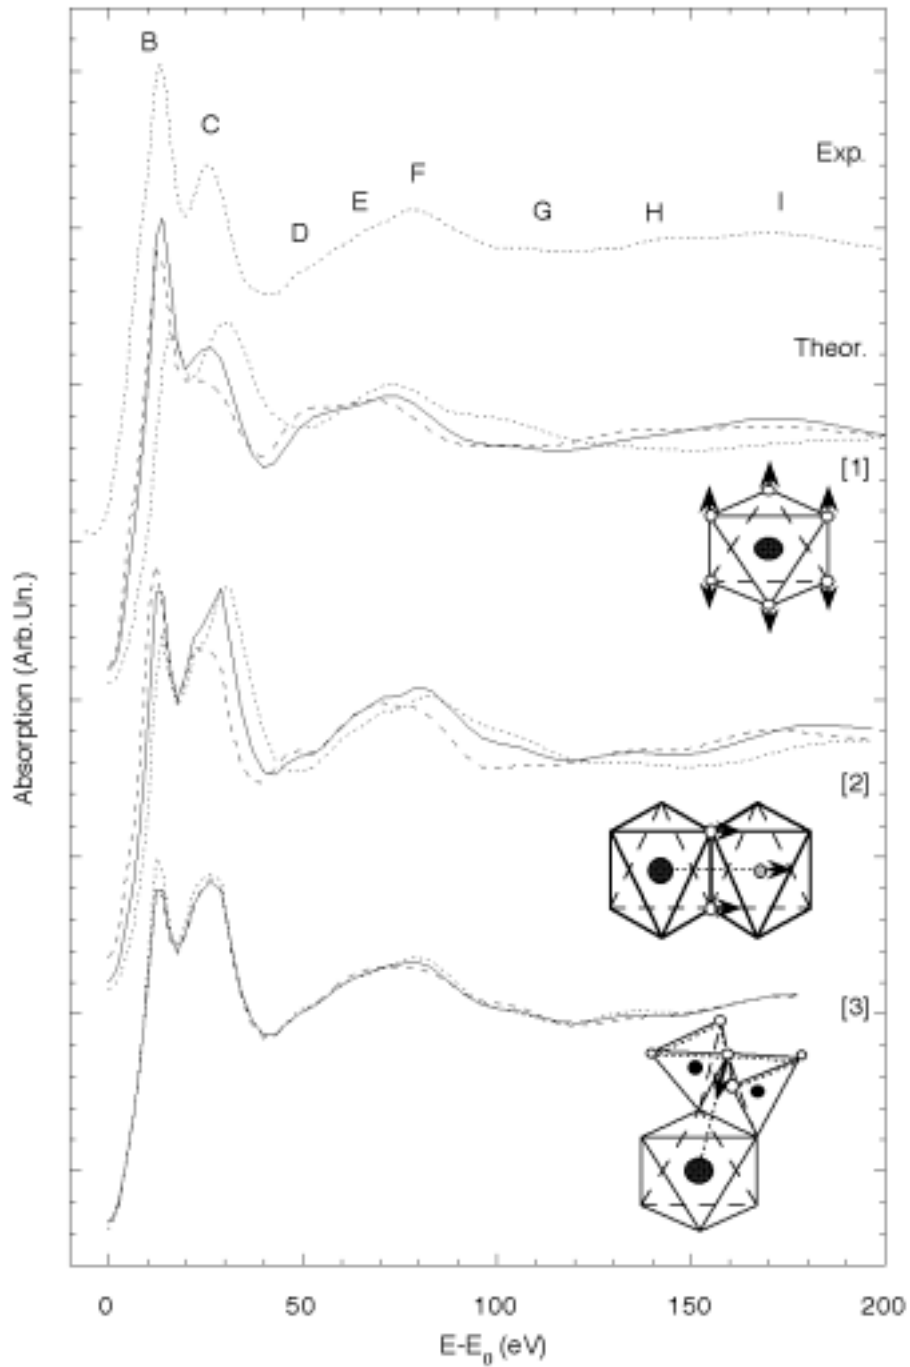 B
C
D
E
F
G
H
I
Exp.
Theor.
[1]
[2]
[3]
Absorption (Arb.Un.)
0
50
100
150
200
E-E0 (eV)